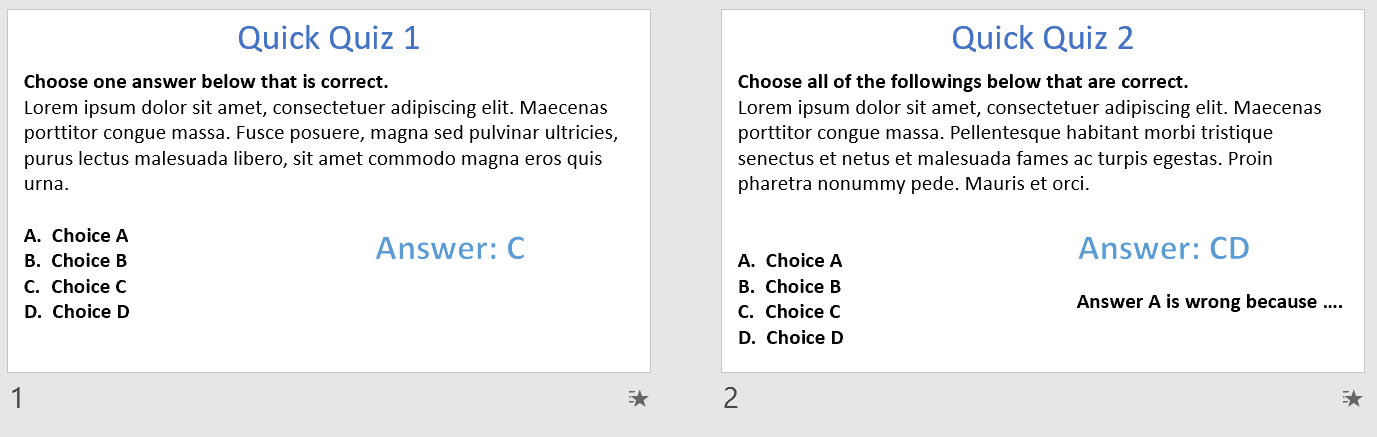 Quick Quiz 1
Choose one answer below that is correct.
Lorem ipsum dolor sit amet, consectetuer adipiscing elit. Maecenas
porttitor congue massa. Fusce posuere, magna sed pulvinar ultricies,
purus lectus malesuada libero, sit amet commodo magna eros quis
urna.
A. Choice A
B. Choice B
C. Choice C
D. Choice D
Answer: C
1
Quick Quiz 2
Choose all of the followings below that are correct.
Lorem ipsum dolor sit amet, consectetuer adipiscing elit. Maecenas
porttitor congue massa. Pellentesque habitant morbi tristique
senectus et netus et malesuada fames ac turpis egestas. Proin
pharetra nonummy pede. Mauris et orci.
A. Choice A
B. Choice B
C. Choice C
D. Choice D
Answer: CD
Answer A is wrong because ....
2